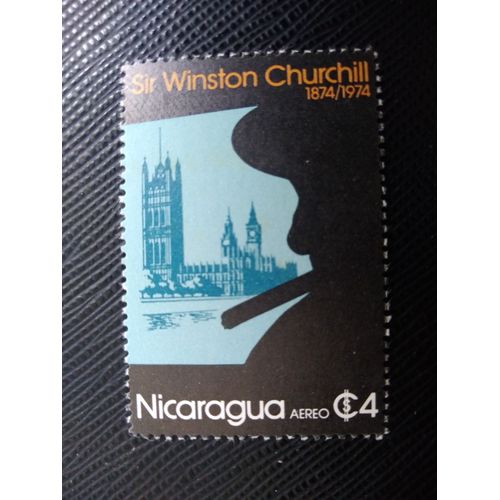 Sir Winston Churchill
1874/1974
Nicaragua AEREO ₡4